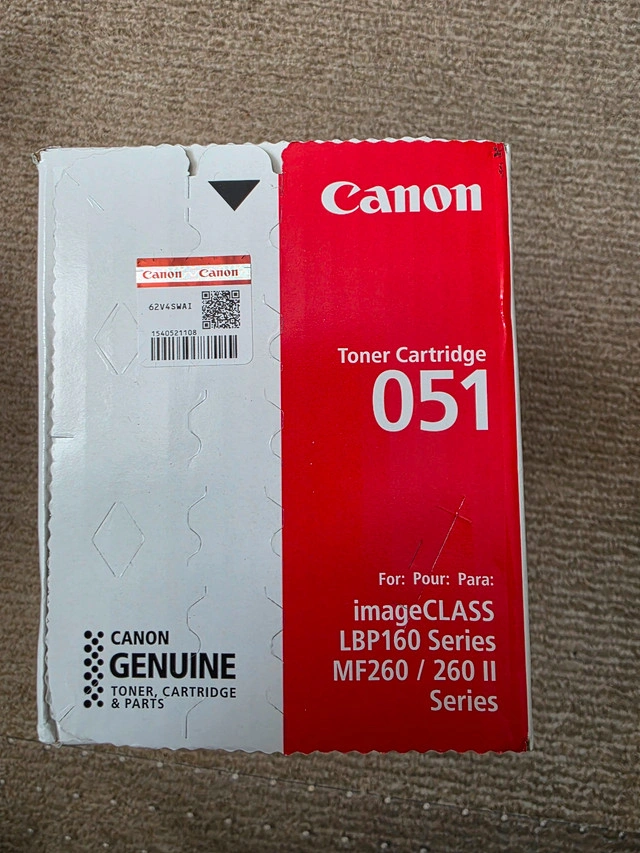 Canon
Canon Canon
62V4SWAI
1540521108
Toner Cartridge
051
For: Pour: Para:
imageCLASS
LBP160 Series
MF260 / 260 II
Series
CANON
GENUINE
TONER, CARTRIDGE
& PARTS